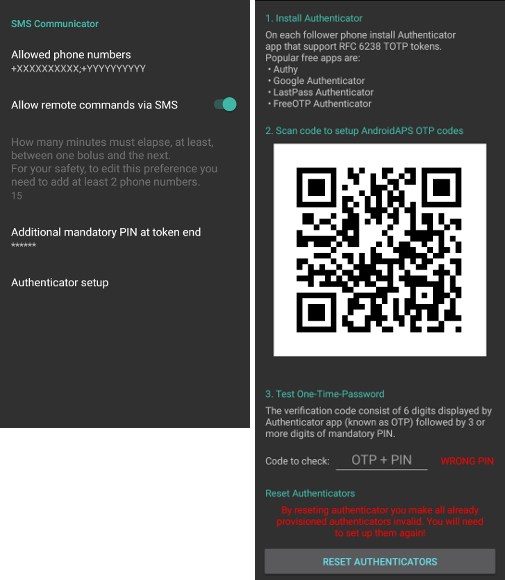 SMS Communicator
Allowed phone numbers
+XXXXXXXXXX;+YYYYYYYYYY
Allow remote commands via SMS
How many minutes must elapse, at least,
between one bolus and the next.
For your safety, to edit this preference you
need to add at least 2 phone numbers.
15
Additional mandatory PIN at token end
******
Authenticator setup
1. Install Authenticator
On each follower phone install Authenticator
app that support RFC 6238 TOTP tokens.
Popular free apps are:
• Authy
• Google Authenticator
• LastPass Authenticator
• FreeOTP Authenticator
2. Scan code to setup AndroidAPS OTP codes
3. Test One-Time-Password
The verification code consist of 6 digits displayed by
Authenticator app (known as OTP) followed by 3 or
more digits of mandatory PIN.
Code to check: OTP + PIN WRONG PIN
Reset Authenticators
By reseting authenticator you make all already
provisioned authenticators invalid. You will need
to set up them again!
RESET AUTHENTICATORS